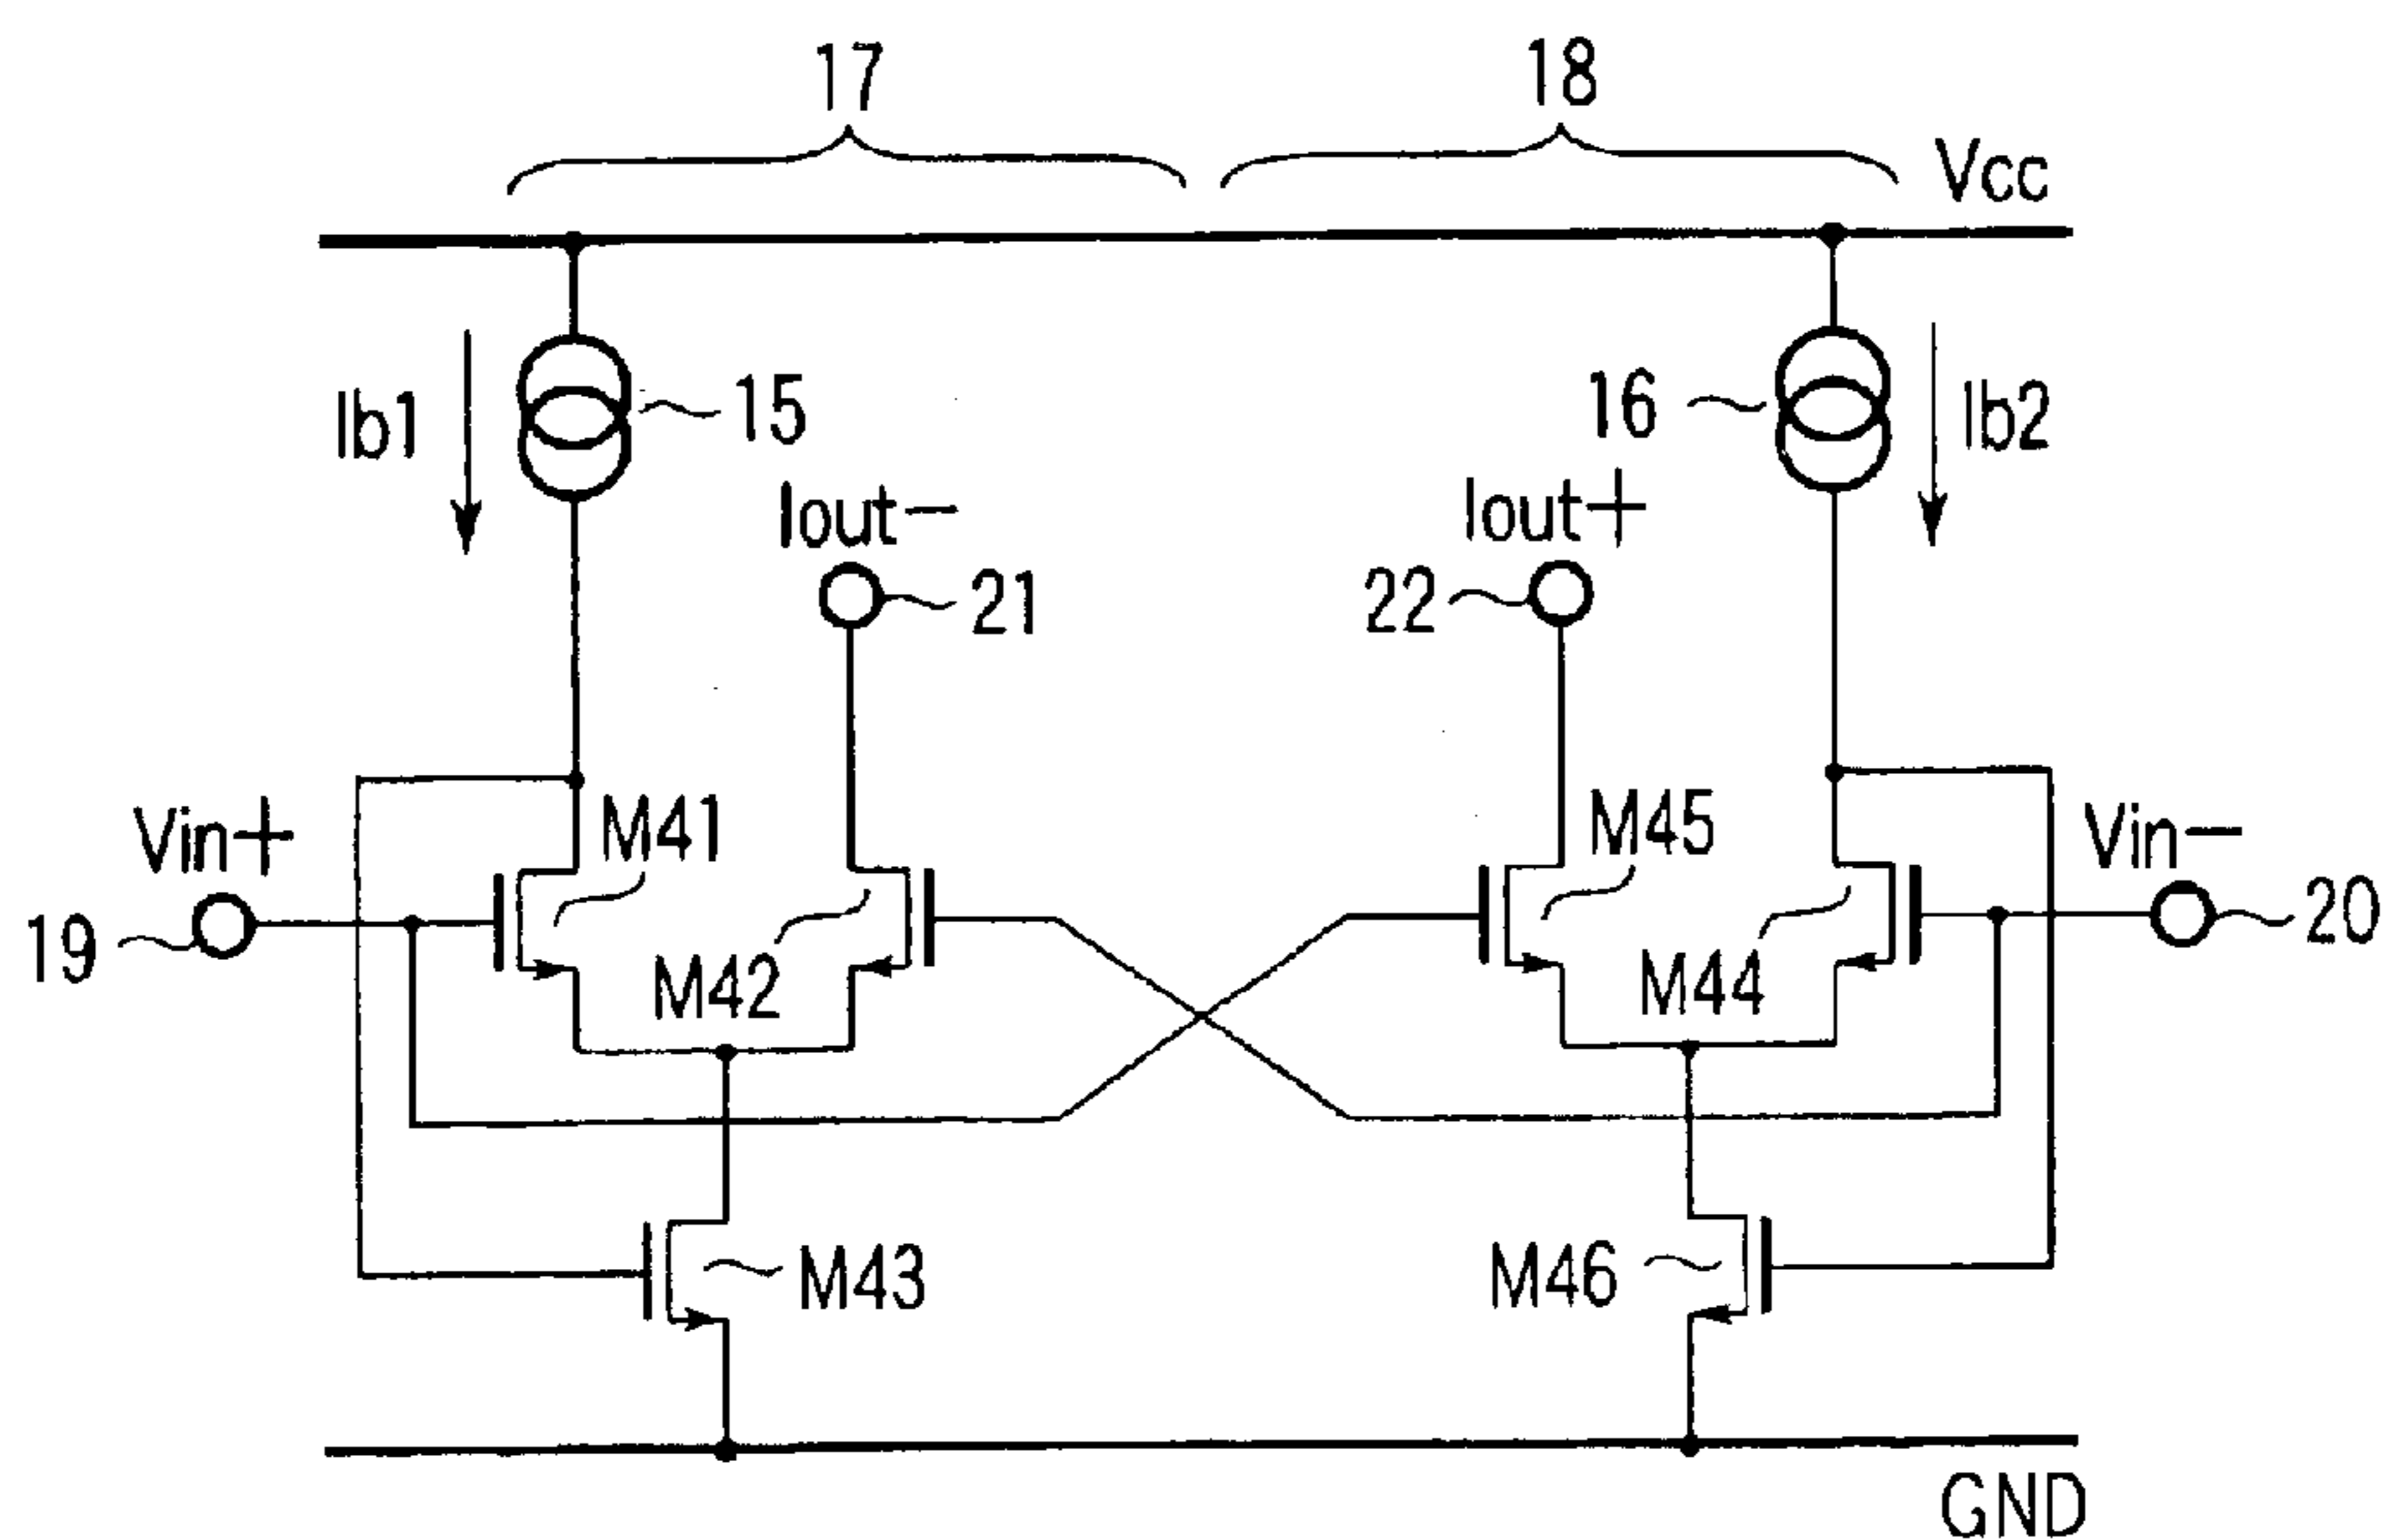 17
18
Vcc
Ib1
15
16
Ib2
Iout−
Iout+
21
22
Vin+
M41
M45
Vin−
19
M42
M44
20
M43
M46
GND